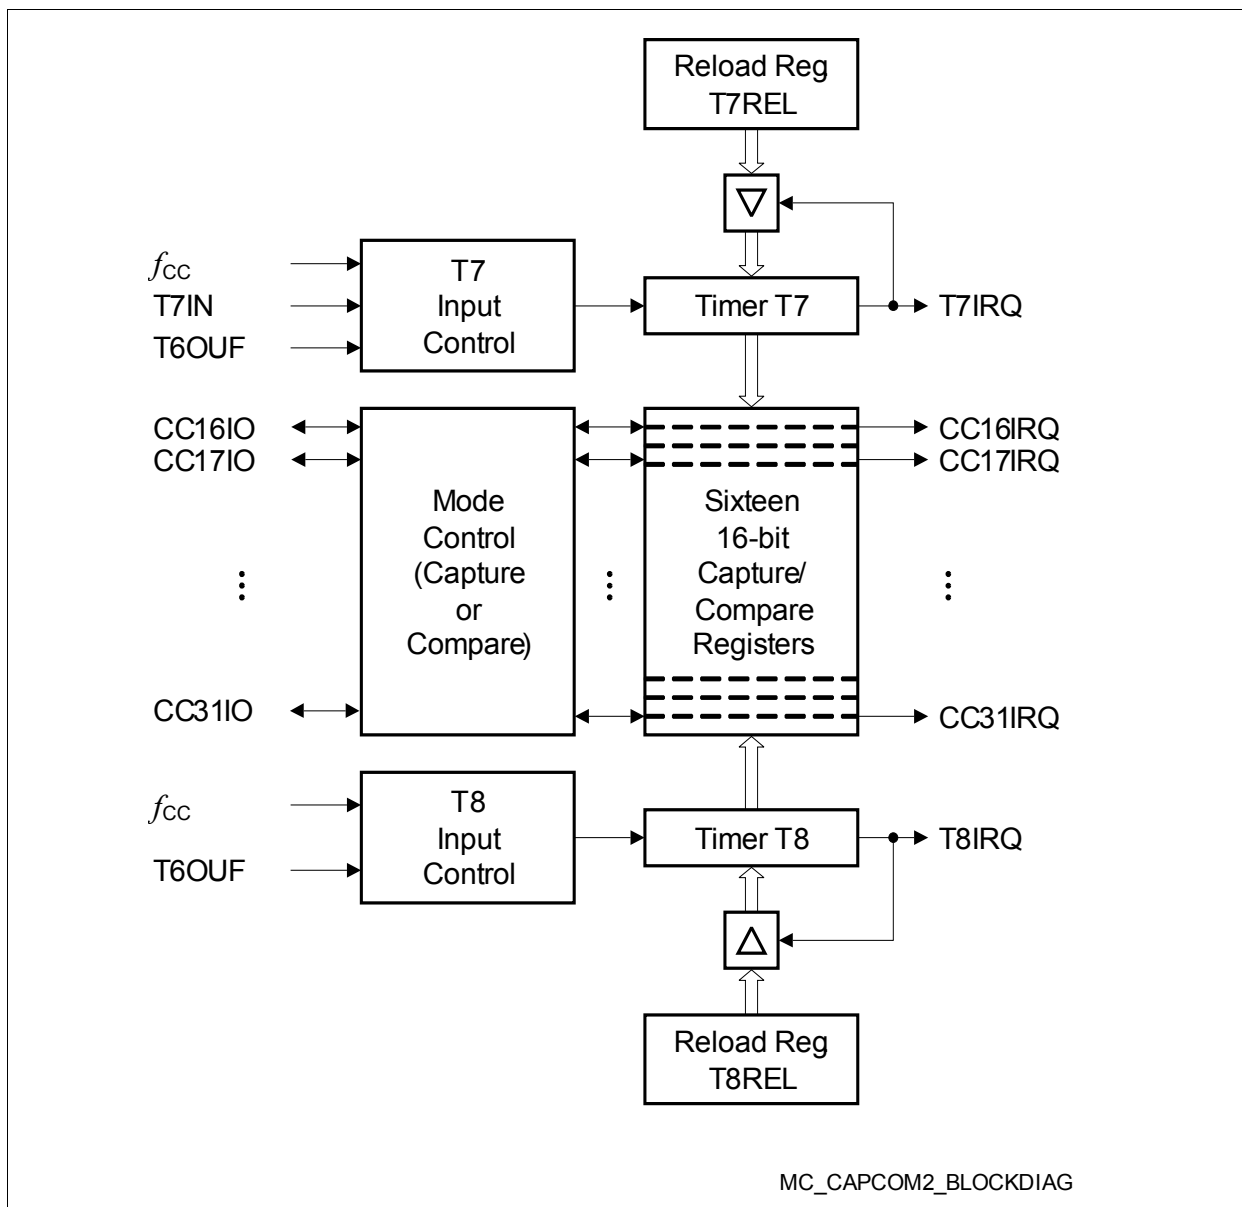 Reload Reg
T7REL
fCC
T7IN
T6OUF
T7
Input
Control
Timer T7
T7IRQ
CC16IO
CC17IO
CC31IO
Mode
Control
(Capture
or
Compare)
Sixteen
16-bit
Capture/
Compare
Registers
CC16IRQ
CC17IRQ
CC31IRQ
fCC
T6OUF
T8
Input
Control
Timer T8
T8IRQ
Reload Reg
T8REL
MC_CAPCOM2_BLOCKDIAG